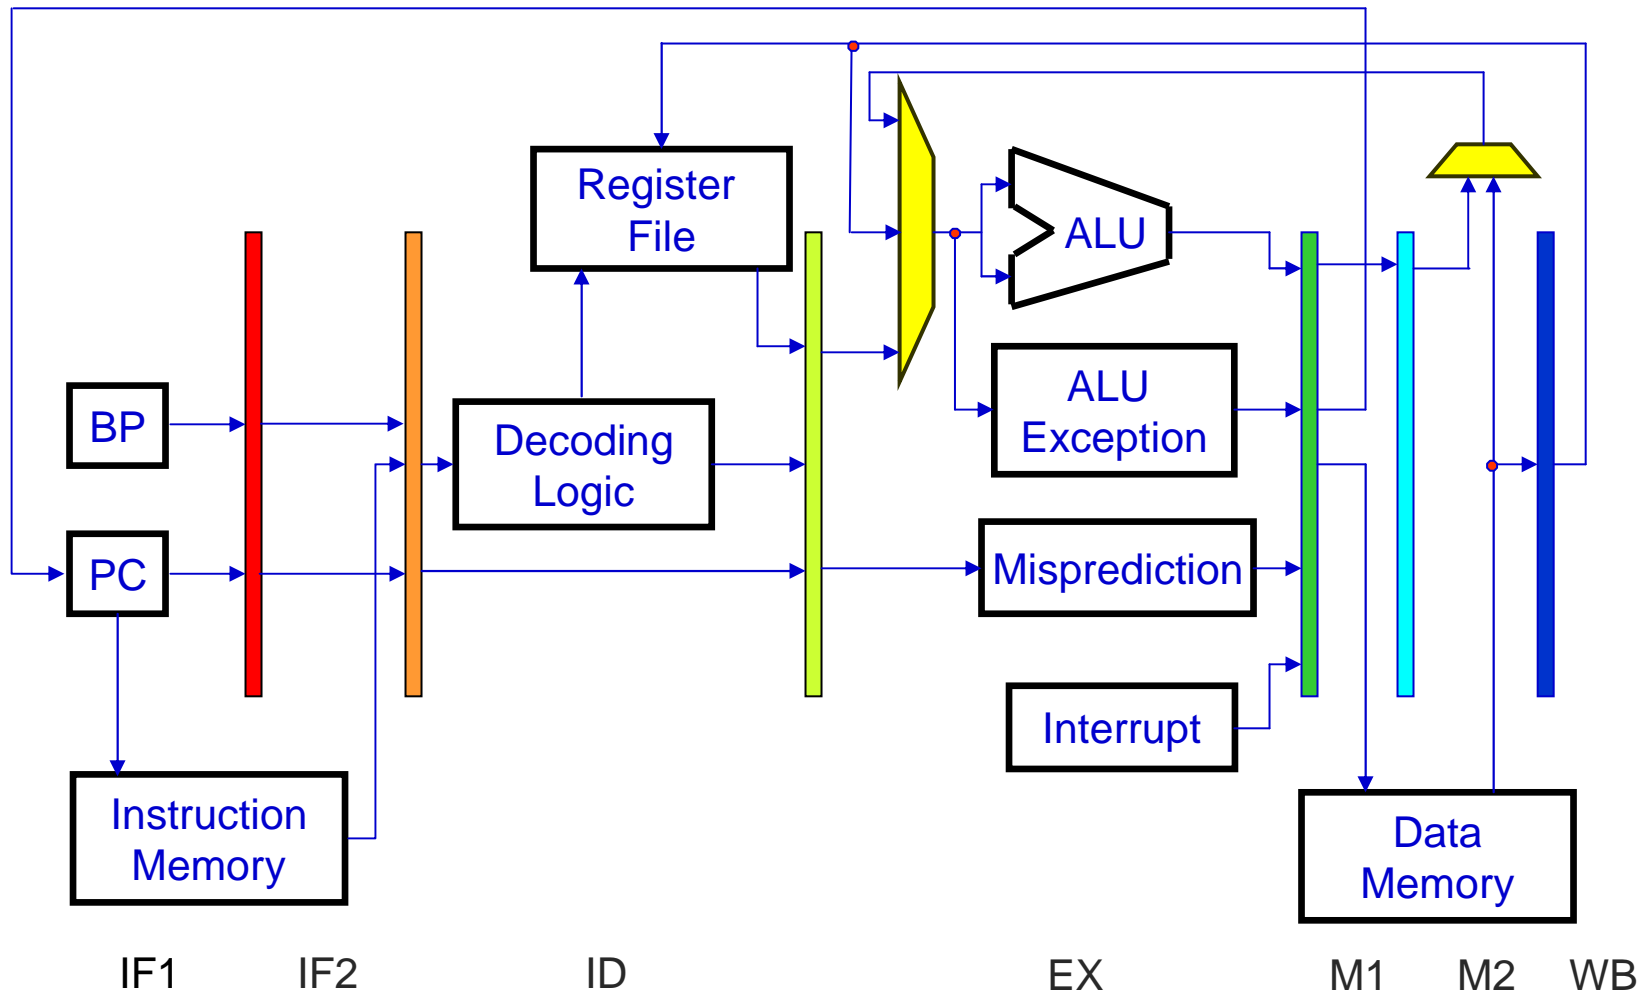 Register
File
ALU
BP
Decoding
Logic
ALU
Exception
PC
Misprediction
Interrupt
Instruction
Memory
Data
Memory
IF1 IF2 ID EX M1 M2 WB